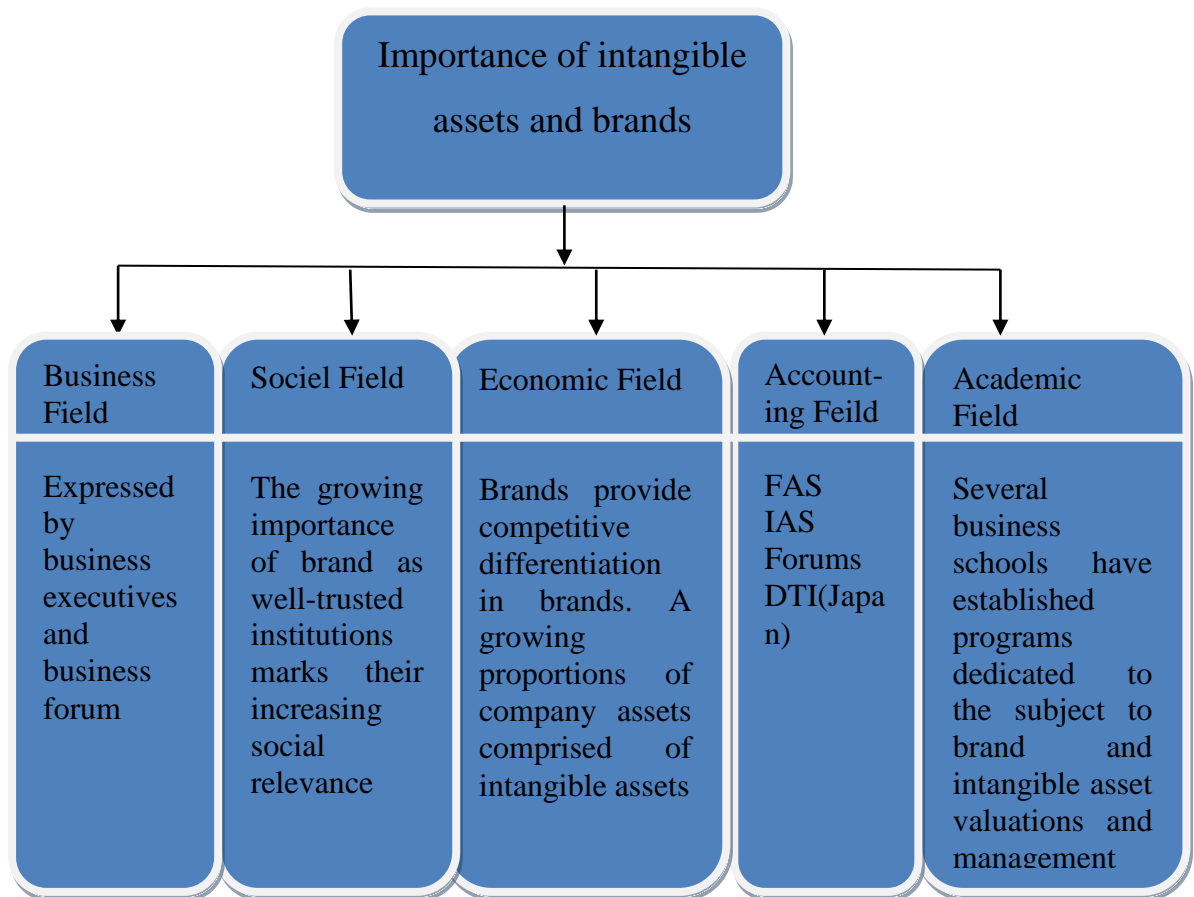 Importance of intangible
assets and brands
Business
Field
Expressed
by
business
executives
and
business
forum
Sociel Field
The growing
importance
of brand as
well-trusted
institutions
marks their
increasing
social
relevance
Economic Field
Brands provide
competitive
differentiation
in brands. A
growing
proportions of
company assets
comprised of
intangible assets
Account-
ing Feild
FAS
IAS
Forums
DTI(Japa
n)
Academic
Field
Several
business
schools have
established
programs
dedicated to
the subject to
brand and
intangible asset
valuations and
management